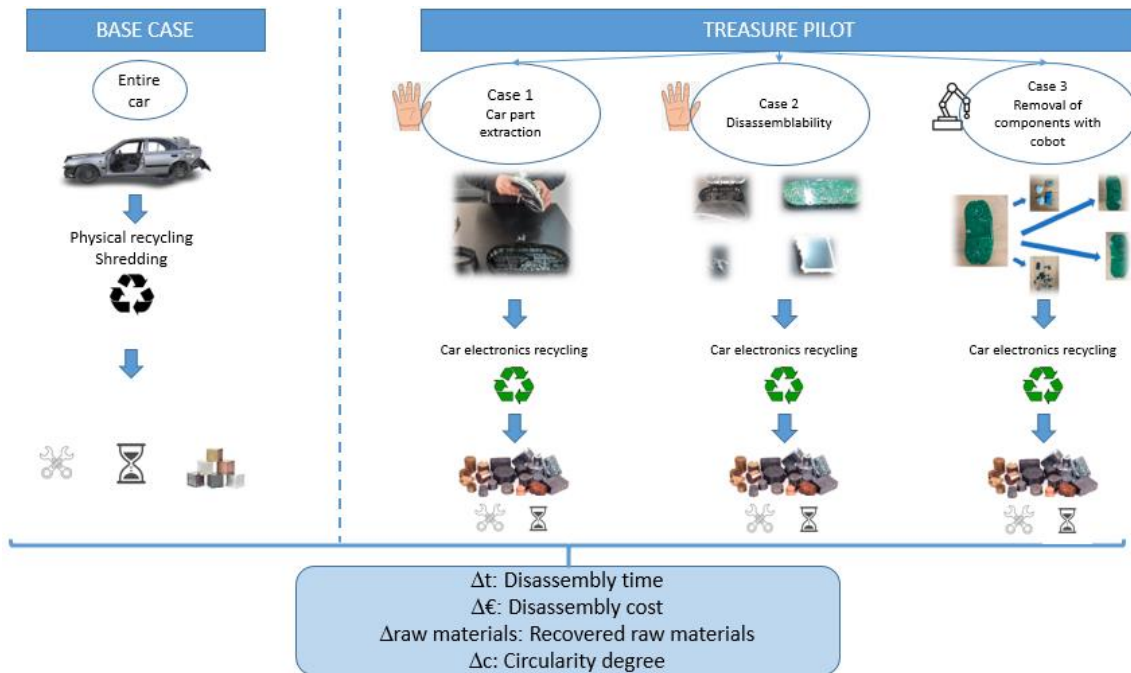 BASE CASE
Entire
car
Physical recycling
Shredding
TREASURE PILOT
Case 1
Car part
extraction
Car electronics recycling
Case 2
Disassemblability
Car electronics recycling
Case 3
Removal of
components with
cobot
Car electronics recycling
Δt: Disassembly time
Δ€: Disassembly cost
Δraw materials: Recovered raw materials
Δc: Circularity degree